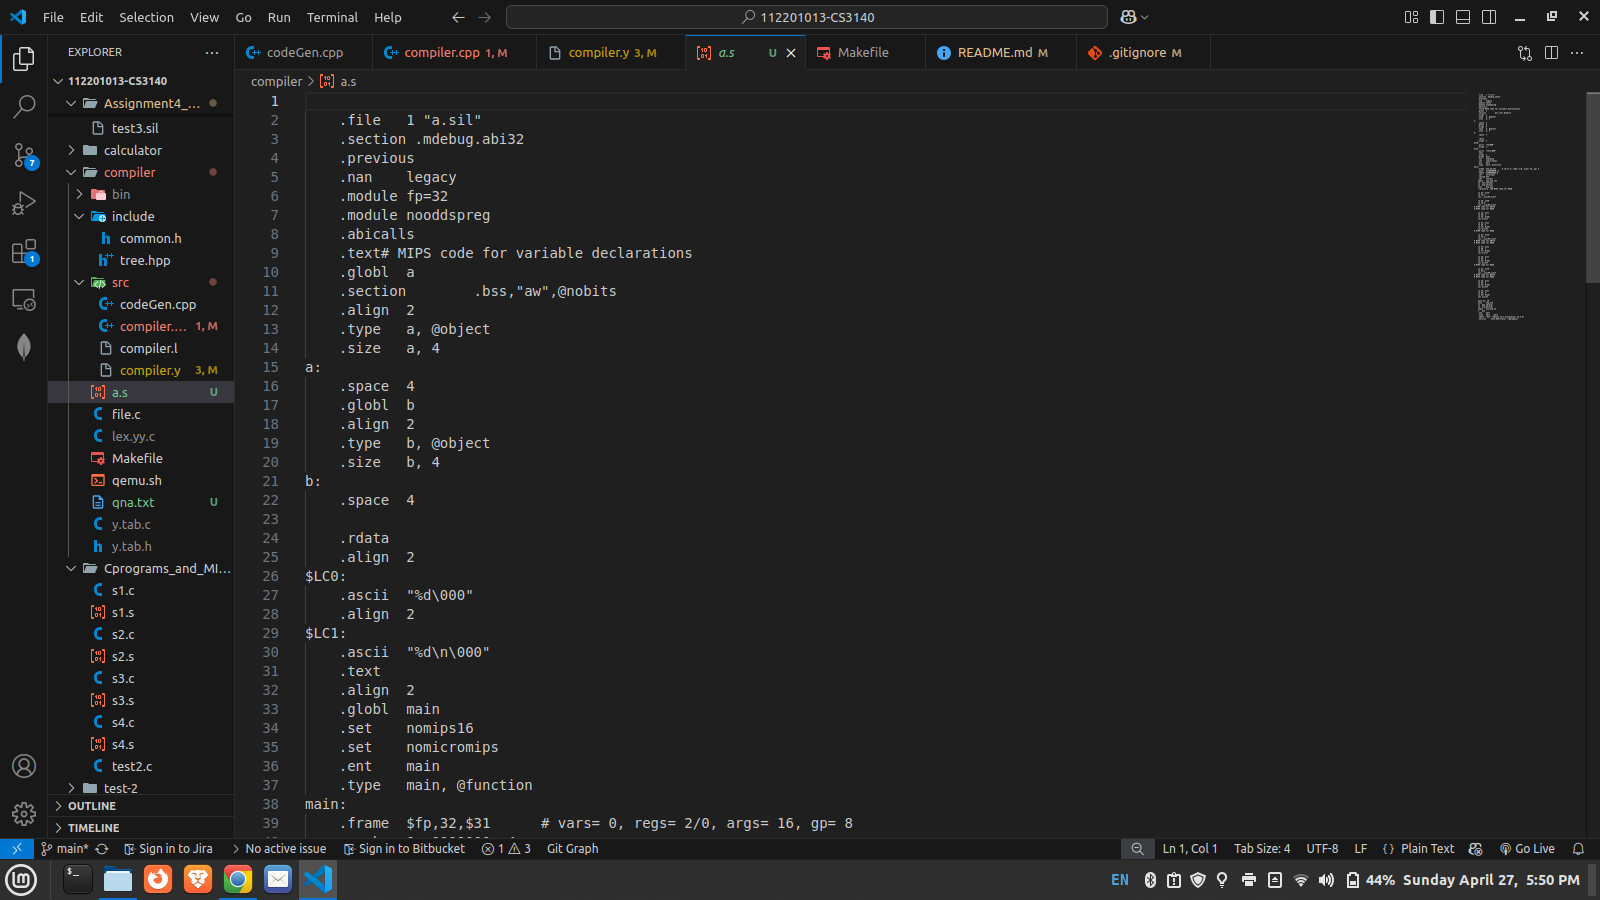 File Edit Selection View Go Run Terminal Help
112201013-CS3140
EXPLORER
112201013-CS3140
Assignment4_...
test3.sil
calculator
compiler
bin
include
common.h
tree.hpp
src
codeGen.cpp
compiler.... 1, M
compiler.l
compiler.y 3, M
a.s U
file.c
lex.yy.c
Makefile
qemu.sh
qna.txt U
y.tab.c
y.tab.h
Cprograms_and_MI...
s1.c
s1.s
s2.c
s2.s
s3.c
s3.s
s4.c
s4.s
test2.c
test-2
OUTLINE
TIMELINE
7
1
codeGen.cpp compiler.cpp 1, M compiler.y 3, M a.s U Makefile README.md M .gitignore M
compiler > a.s
1
2 .file 1 "a.sil"
3 .section .mdebug.abi32
4 .previous
5 .nan legacy
6 .module fp=32
7 .module nooddspreg
8 .abicalls
9 .text# MIPS code for variable declarations
10 .globl a
11 .section .bss,"aw",@nobits
12 .align 2
13 .type a, @object
14 .size a, 4
15 a:
16 .space 4
17 .globl b
18 .align 2
19 .type b, @object
20 .size b, 4
21 b:
22 .space 4
23
24 .rdata
25 .align 2
26 $LC0:
27 .ascii "%d\000"
28 .align 2
29 $LC1:
30 .ascii "%d\n\000"
31 .text
32 .align 2
33 .globl main
34 .set nomips16
35 .set nomicromips
36 .ent main
37 .type main, @function
38 main:
39 .frame $fp,32,$31 # vars= 0, regs= 2/0, args= 16, gp= 8
main* Sign in to Jira No active issue Sign in to Bitbucket 1 3 Git Graph Ln 1, Col 1 Tab Size: 4 UTF-8 LF {} Plain Text Go Live
EN 44% Sunday April 27, 5:50 PM